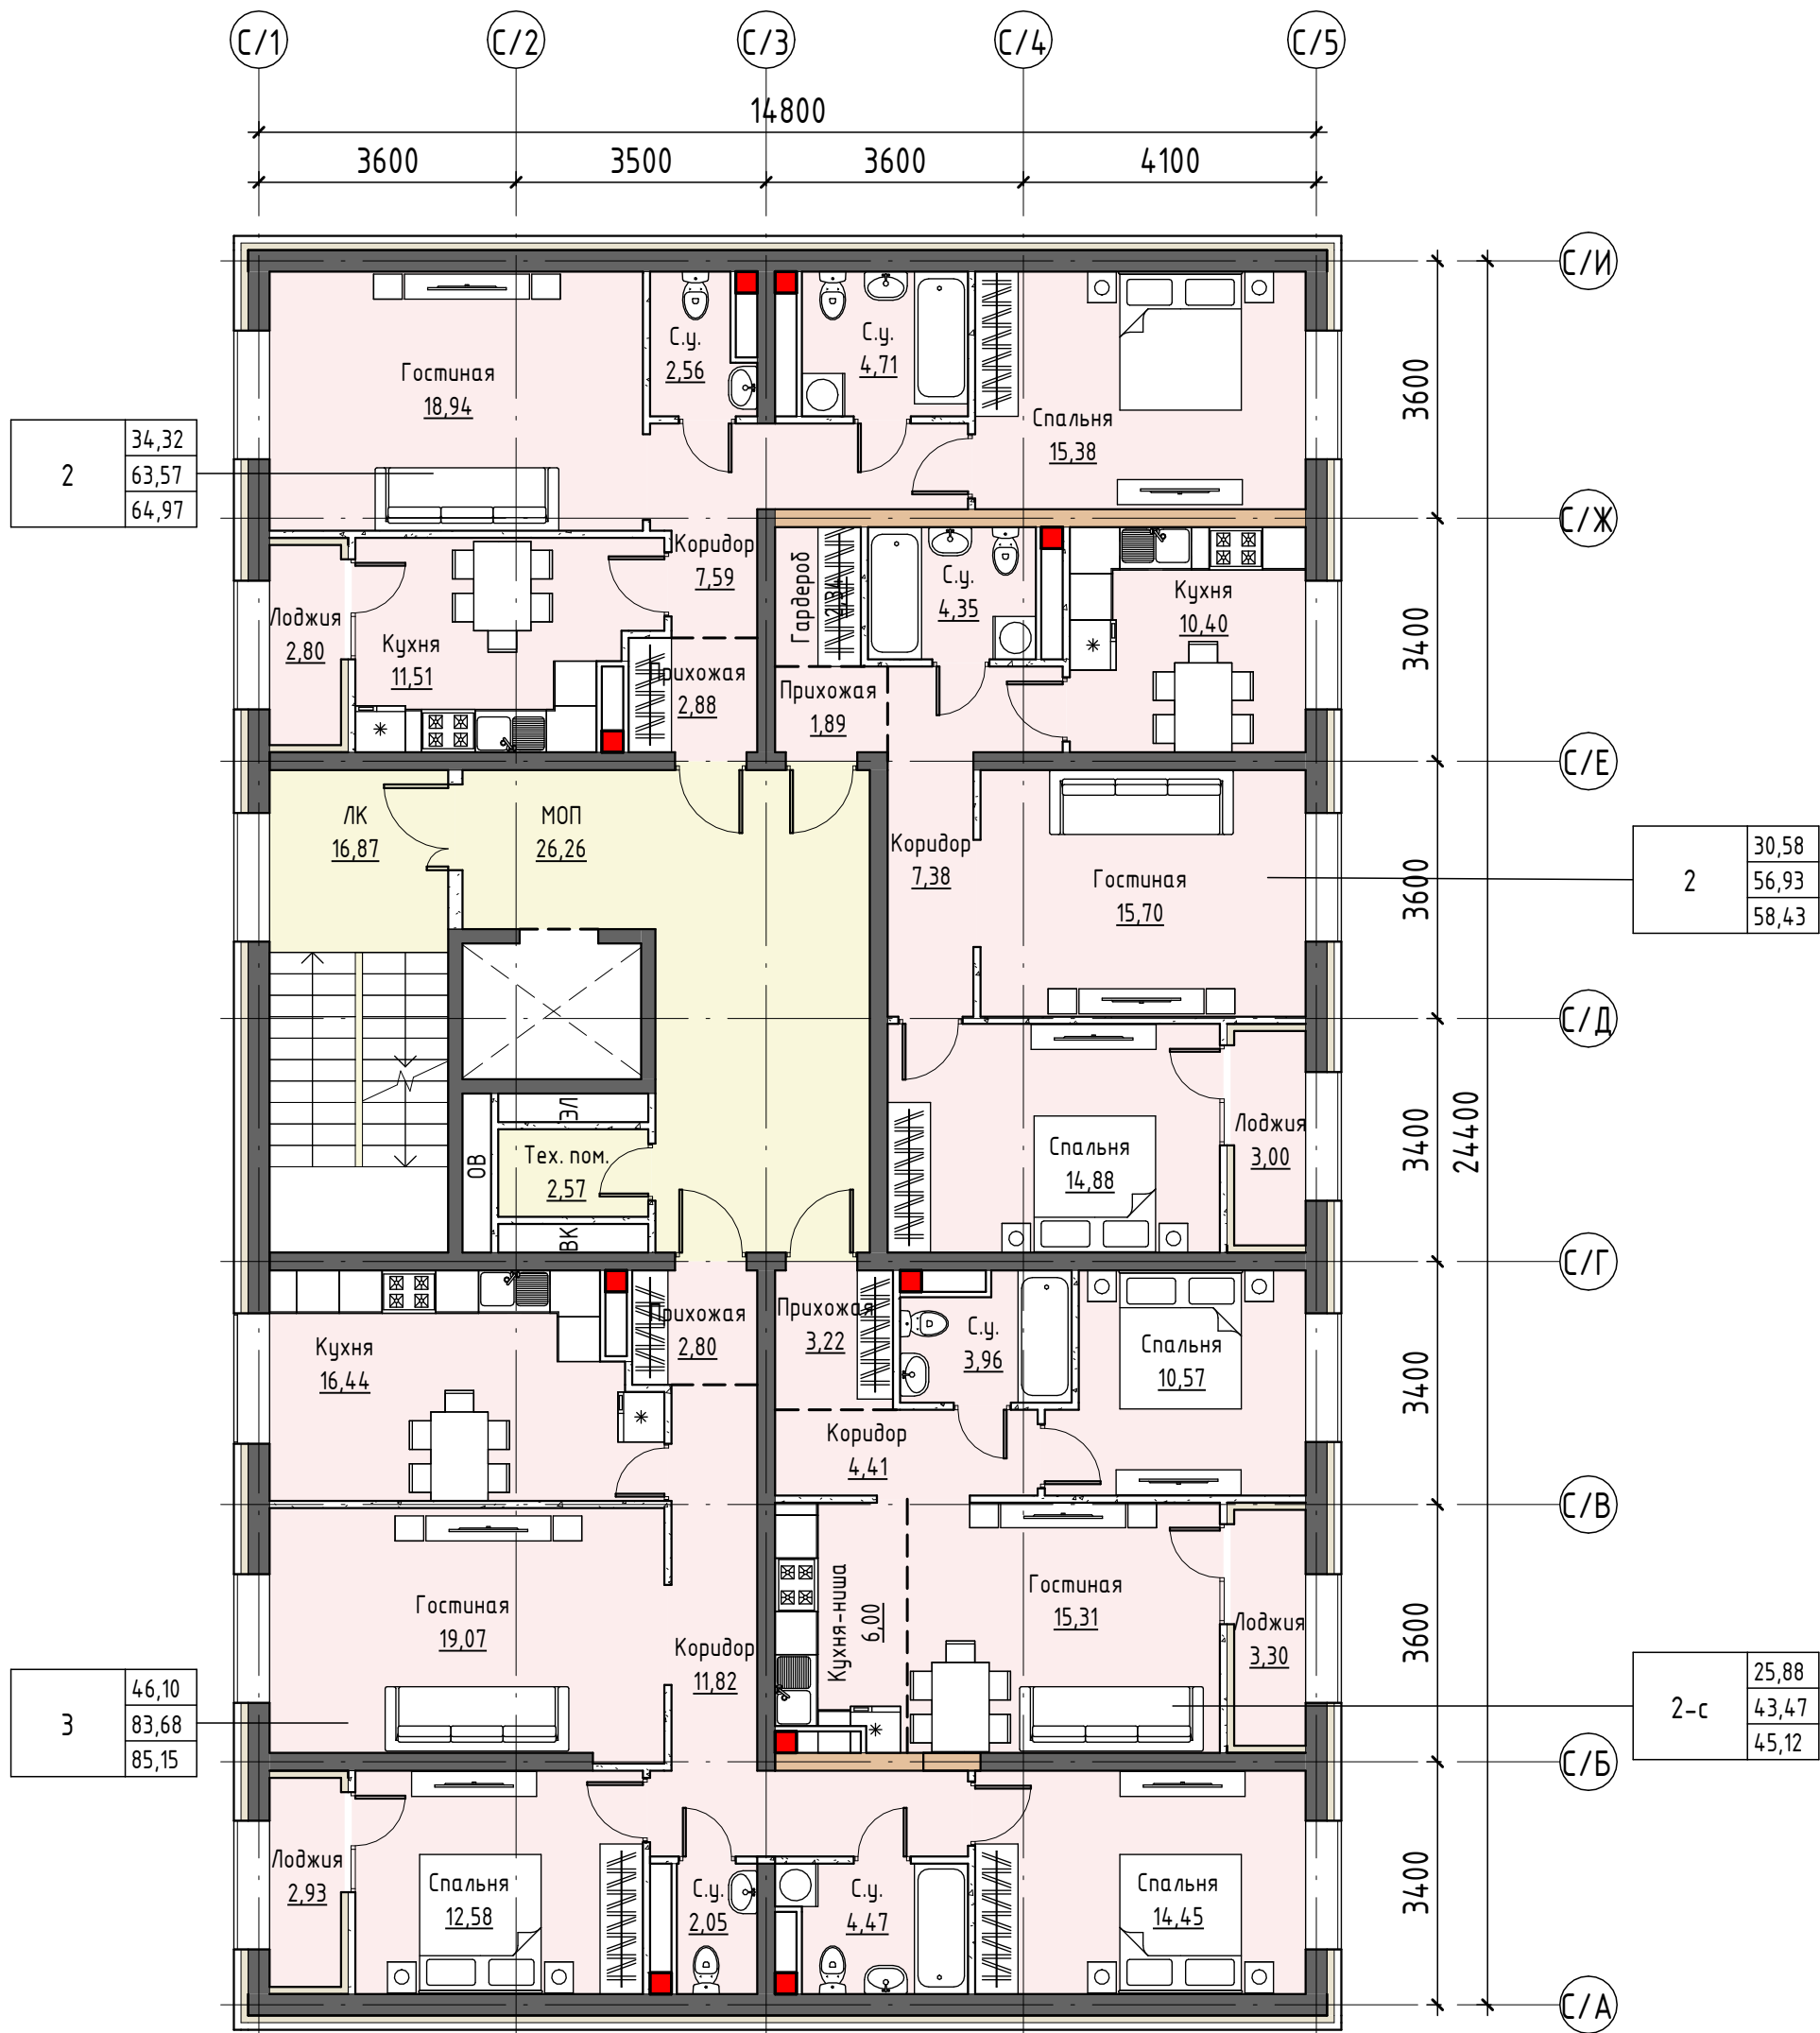 С/1 С/2 С/3 С/4 С/5
14800
3600 3500 3600 4100
С/И
С.у.
2,56
С.у.
4,71
Гостиная
18,94
Спальня
15,38
3600
2
34,32
63,57
64,97
С/Ж
Коридор
7,59
Гардероб
С.у.
4,35
Кухня
10,40
3400
Лоджия
2,80
Кухня
11,51
Прихожая
2,88
Прихожая
1,89
С/Е
ЛК
16,87
МОП
26,26
Коридор
7,38
Гостиная
15,70
3600
2
30,58
56,93
58,43
С/Д
ЭЛ
ОВ
Тех. пом.
2,57
ВК
Спальня
14,88
Лоджия
3,00
3400
24400
С/Г
Кухня
16,44
Прихожая
2,80
Прихожая
3,22
С.у.
3,96
Спальня
10,57
3400
Коридор
4,41
С/В
Гостиная
19,07
Коридор
11,82
Кухня-ниша
6,00
Гостиная
15,31
Лоджия
3,30
3600
3
46,10
83,68
85,15
2-с
25,88
43,47
45,12
С/Б
Лоджия
2,93
Спальня
12,58
С.у.
2,05
С.у.
4,47
Спальня
14,45
3400
С/А